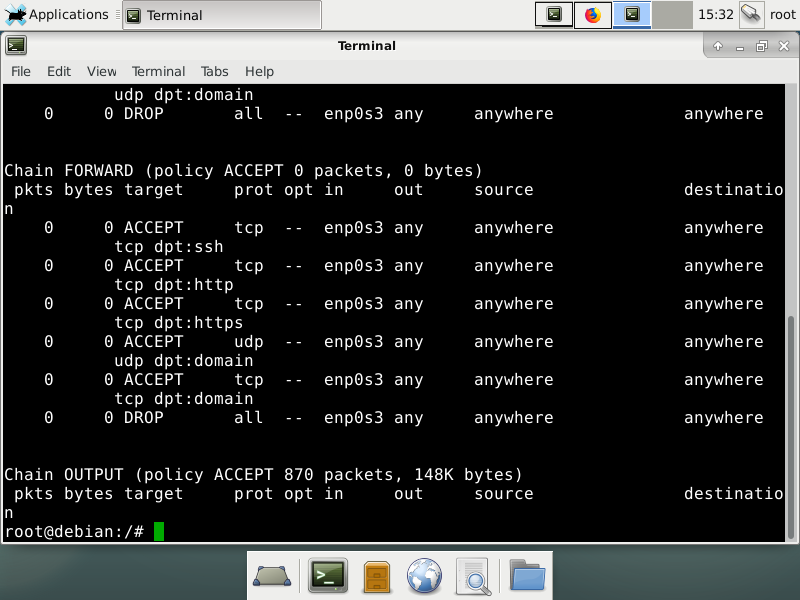 Applications Terminal 15:32 root
Terminal
File Edit View Terminal Tabs Help
udp dpt:domain
0 0 DROP all -- enp0s3 any anywhere anywhere
Chain FORWARD (policy ACCEPT 0 packets, 0 bytes)
pkts bytes target prot opt in out source destinatio
n
0 0 ACCEPT tcp -- enp0s3 any anywhere anywhere
tcp dpt:ssh
0 0 ACCEPT tcp -- enp0s3 any anywhere anywhere
tcp dpt:http
0 0 ACCEPT tcp -- enp0s3 any anywhere anywhere
tcp dpt:https
0 0 ACCEPT udp -- enp0s3 any anywhere anywhere
udp dpt:domain
0 0 ACCEPT tcp -- enp0s3 any anywhere anywhere
tcp dpt:domain
0 0 DROP all -- enp0s3 any anywhere anywhere
Chain OUTPUT (policy ACCEPT 870 packets, 148K bytes)
pkts bytes target prot opt in out source destinatio
n
root@debian:/#